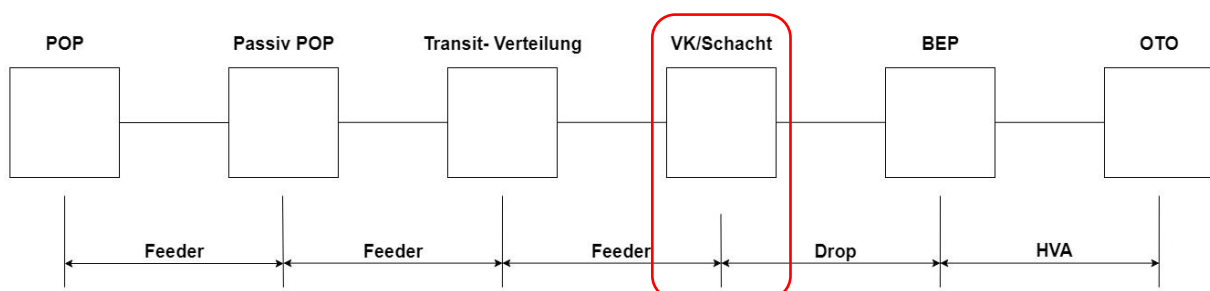 POP
Passiv POP
Transit- Verteilung
VK/Schacht
BEP
OTO
Feeder
Feeder
Feeder
Drop
HVA